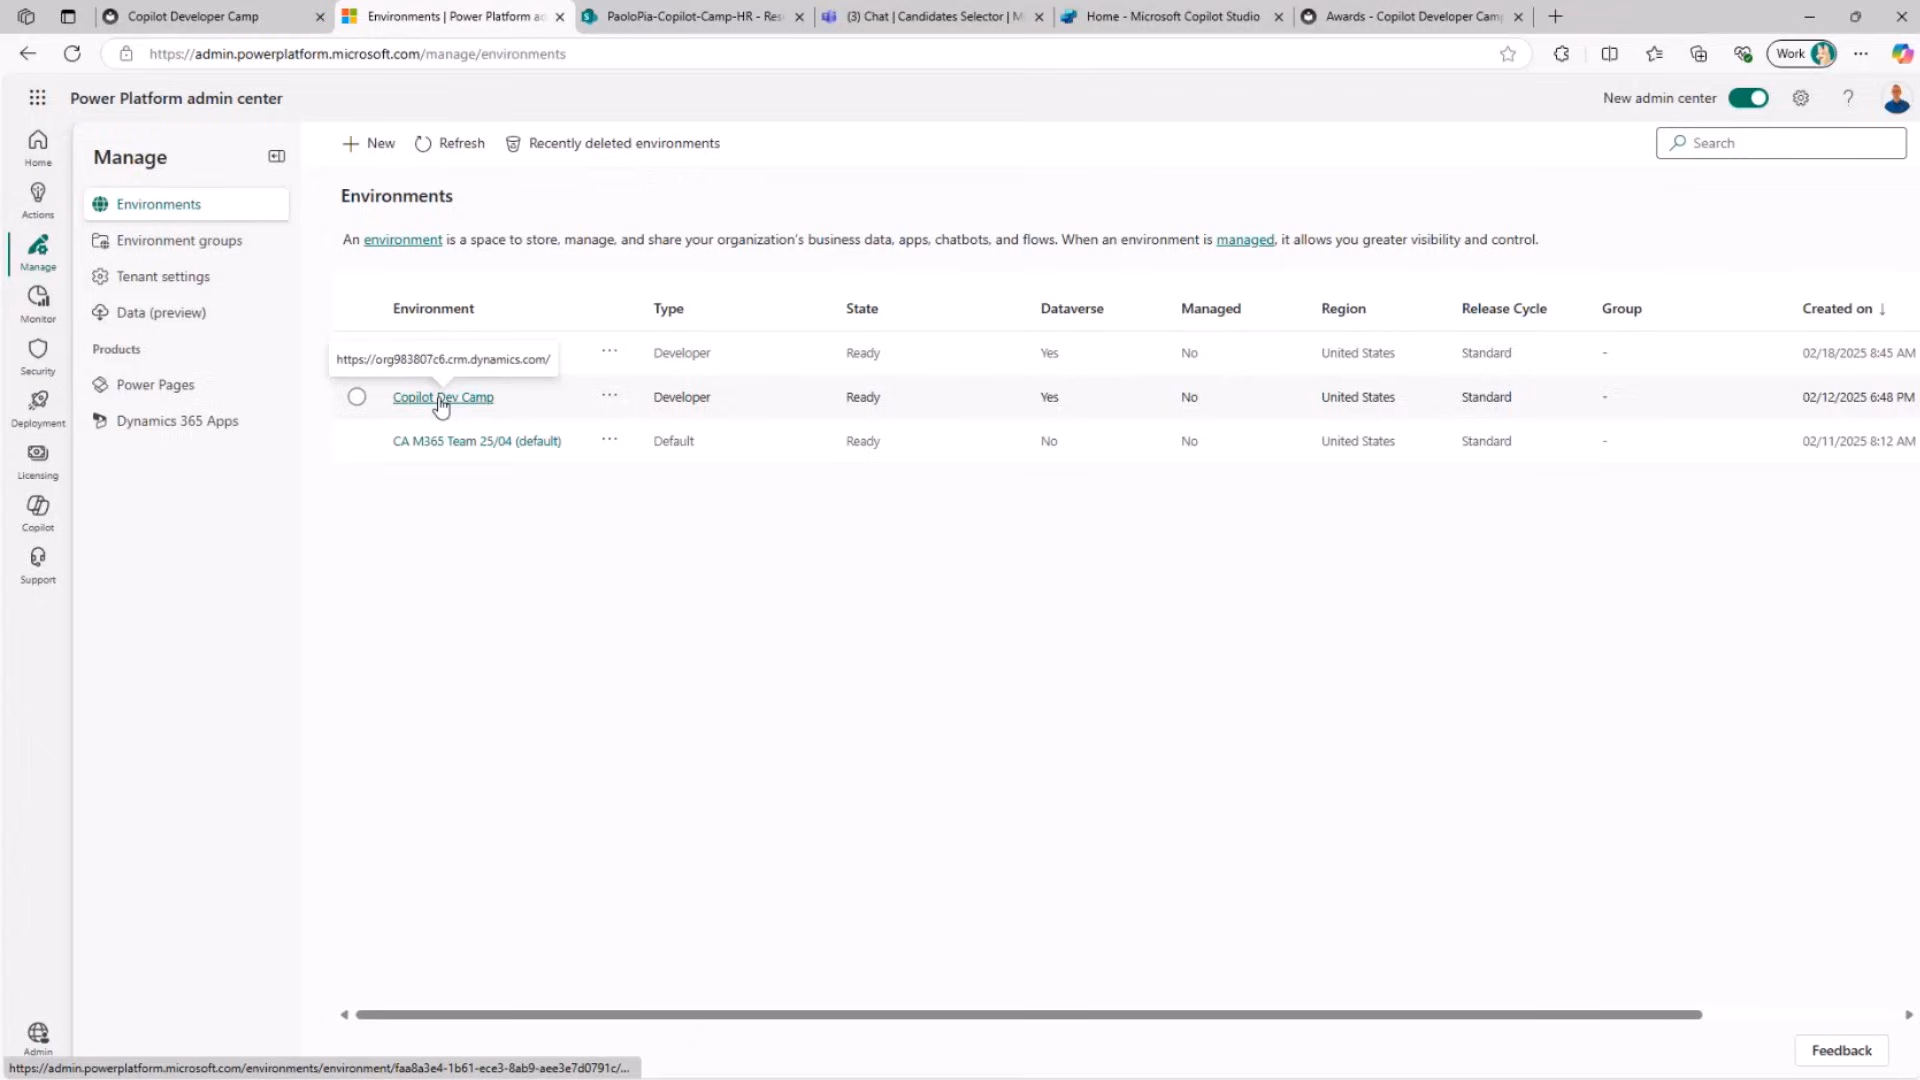 Copilot Developer Camp
Environments | Power Platform ad
PaoloPia-Copilot-Camp-HR - Res
(3) Chat | Candidates Selector | M
Home - Microsoft Copilot Studio
Awards - Copilot Developer Camp
https://admin.powerplatform.microsoft.com/manage/environments
Work
Power Platform admin center
New admin center
Home
Actions
Manage
Monitor
Security
Deployment
Licensing
Copilot
Support
Admin
Manage
Environments
Environment groups
Tenant settings
Data (preview)
Products
Power Pages
Dynamics 365 Apps
New Refresh Recently deleted environments
Search
Environments
An environment is a space to store, manage, and share your organization's business data, apps, chatbots, and flows. When an environment is managed, it allows you greater visibility and control.
Environment Type State Dataverse Managed Region Release Cycle Group Created on ↓
https://org983807c6.crm.dynamics.com/
··· Developer Ready Yes No United States Standard - 02/18/2025 8:45 AM
Copilot Dev Camp ··· Developer Ready Yes No United States Standard - 02/12/2025 6:48 PM
CA M365 Team 25/04 (default) ··· Default Ready No No United States Standard - 02/11/2025 8:12 AM
Feedback
https://admin.powerplatform.microsoft.com/environments/environment/faa8a3e4-1b61-ece3-8ab9-aee3e7d0791c/...